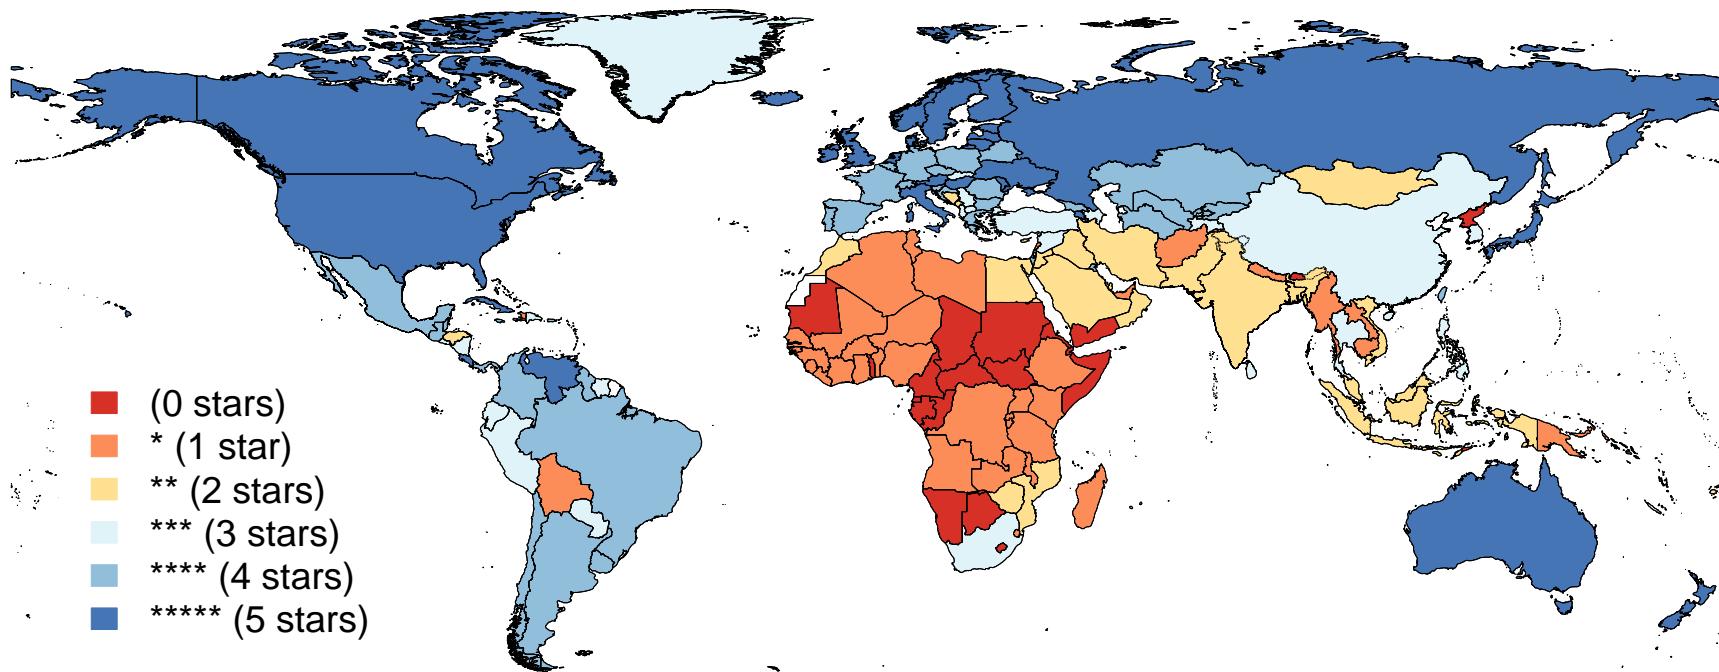 (0 stars)
* (1 star)
** (2 stars)
*** (3 stars)
**** (4 stars)
***** (5 stars)